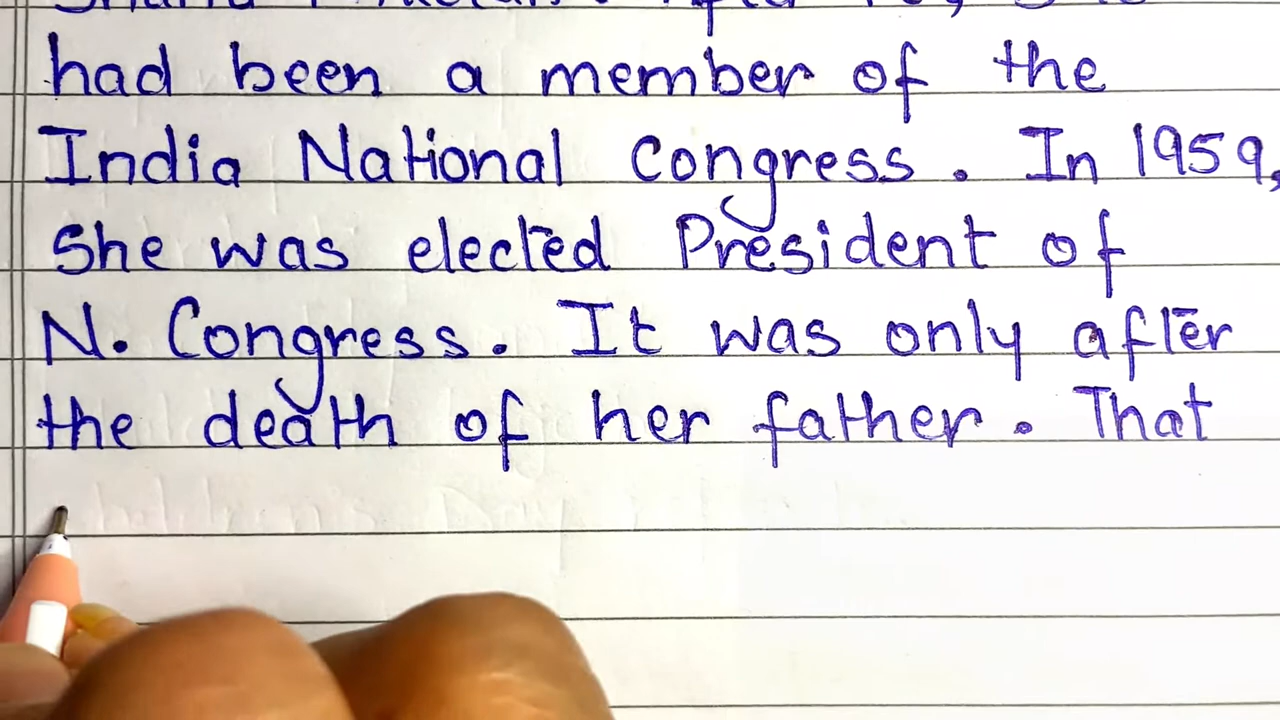 had been a member of the
India National Congress. In 1959,
She was elected President of
N. Congress. It was only after
the death of her father. That